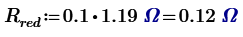 R_red := 0.1 • 1.19 Ω = 0.12 Ω